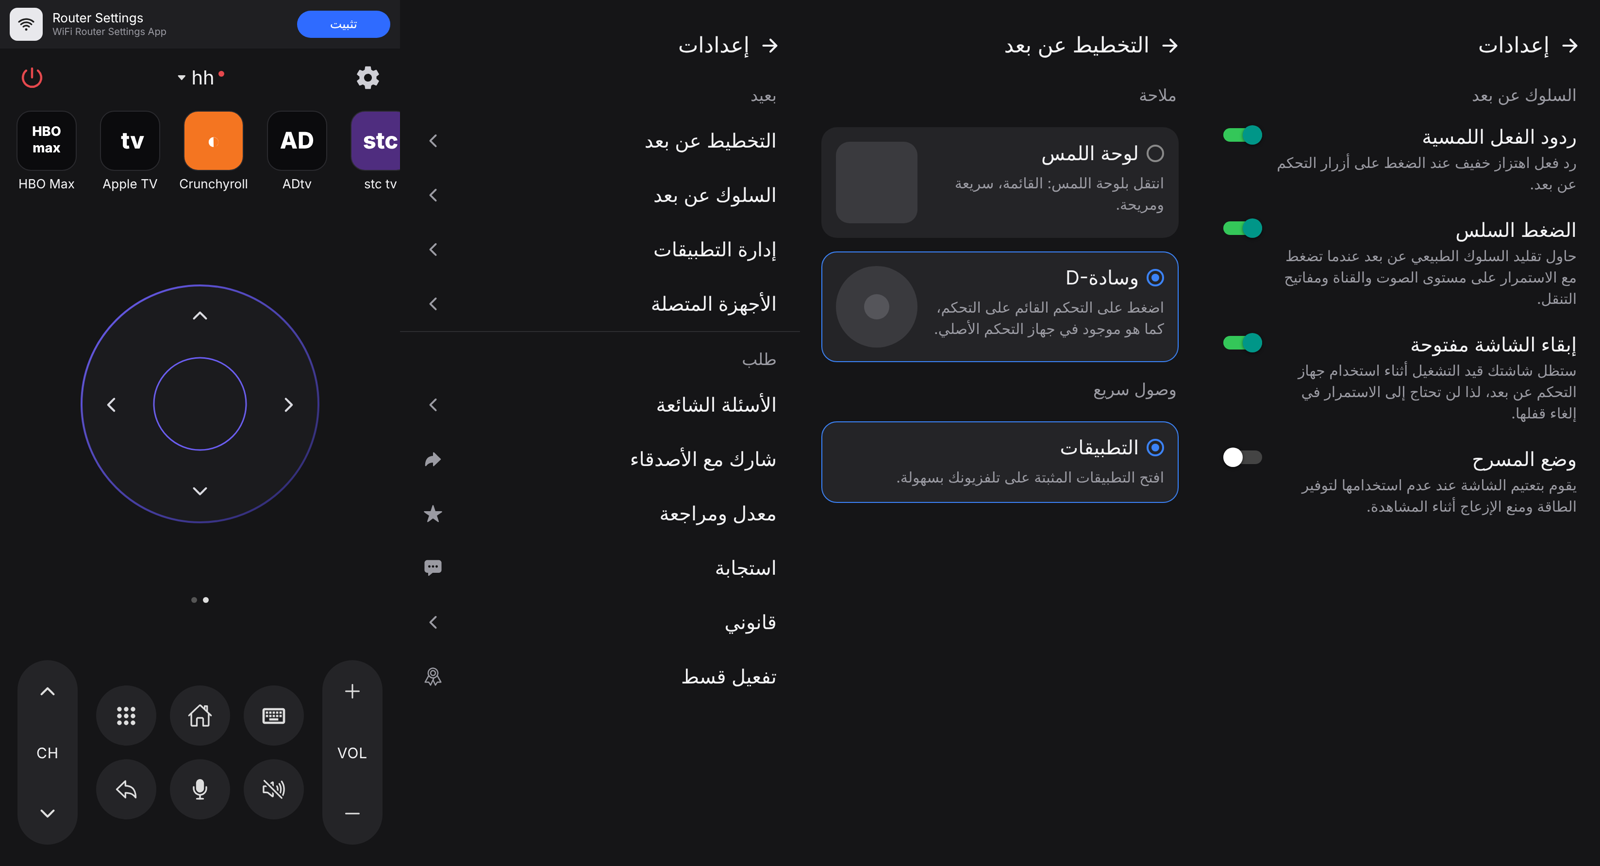 Router Settings
WiFi Router Settings App
تثبيت
hh
HBO
max
tv
AD
stc
HBO Max
Apple TV
Crunchyroll
ADtv
stc tv
CH
VOL
إعدادات
بعيد
التخطيط عن بعد
السلوك عن بعد
إدارة التطبيقات
الأجهزة المتصلة
طلب
الأسئلة الشائعة
شارك مع الأصدقاء
معدل ومراجعة
استجابة
قانوني
تفعيل قسط
التخطيط عن بعد
ملاحة
لوحة اللمس
انتقل بلوحة اللمس: القائمة، سريعة
ومريحة.
وسادة-D
اضغط على التحكم القائم على التحكم،
كما هو موجود في جهاز التحكم الأصلي.
وصول سريع
التطبيقات
افتح التطبيقات المثبتة على تلفزيونك بسهولة.
إعدادات
السلوك عن بعد
ردود الفعل اللمسية
رد فعل اهتزاز خفيف عند الضغط على أزرار التحكم
عن بعد.
الضغط السلس
حاول تقليد السلوك الطبيعي عن بعد عندما تضغط
مع الاستمرار على مستوى الصوت والقناة ومفاتيح
التنقل.
إبقاء الشاشة مفتوحة
ستظل شاشتك قيد التشغيل أثناء استخدام جهاز
التحكم عن بعد، لذا لن تحتاج إلى الاستمرار في
إلغاء قفلها.
وضع المسرح
يقوم بتعتيم الشاشة عند عدم استخدامها لتوفير
الطاقة ومنع الإزعاج أثناء المشاهدة.